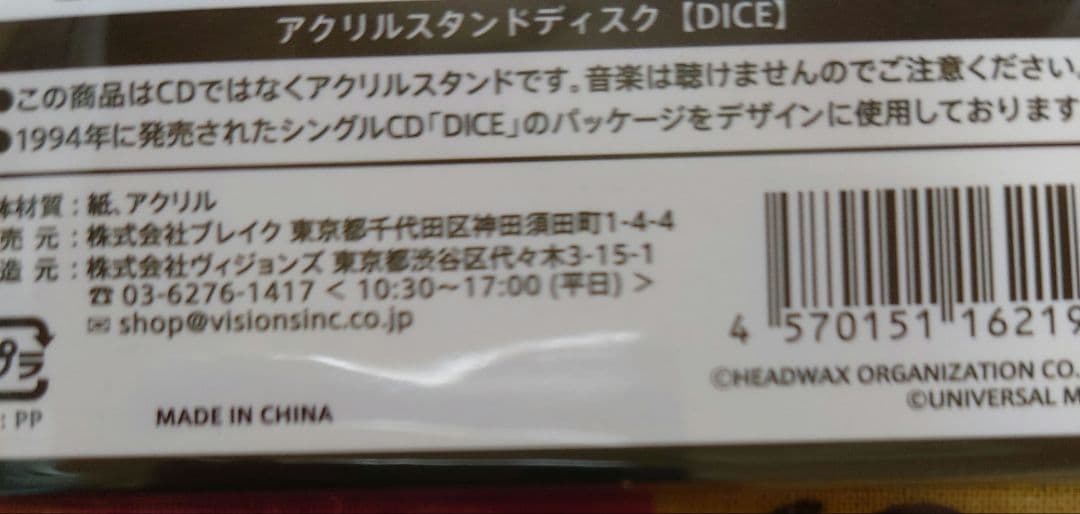 アクリルスタンドディスク【DICE】
●この商品はCDではなくアクリルスタンドです。音楽は聴けませんのでご注意ください。
●1994年に発売されたシングルCD「DICE」のパッケージをデザインに使用しております
体材質：紙、アクリル
売 元：株式会社ブレイク 東京都千代田区神田須田町1-4-4
造 元：株式会社ヴィジョンズ 東京都渋谷区代々木3-15-1
☎ 03-6276-1417 < 10:30～17:00 (平日) >
✉ shop@visionsinc.co.jp
4 570151 16219
プラ
: PP
©HEADWAX ORGANIZATION CO.
©UNIVERSAL M
MADE IN CHINA